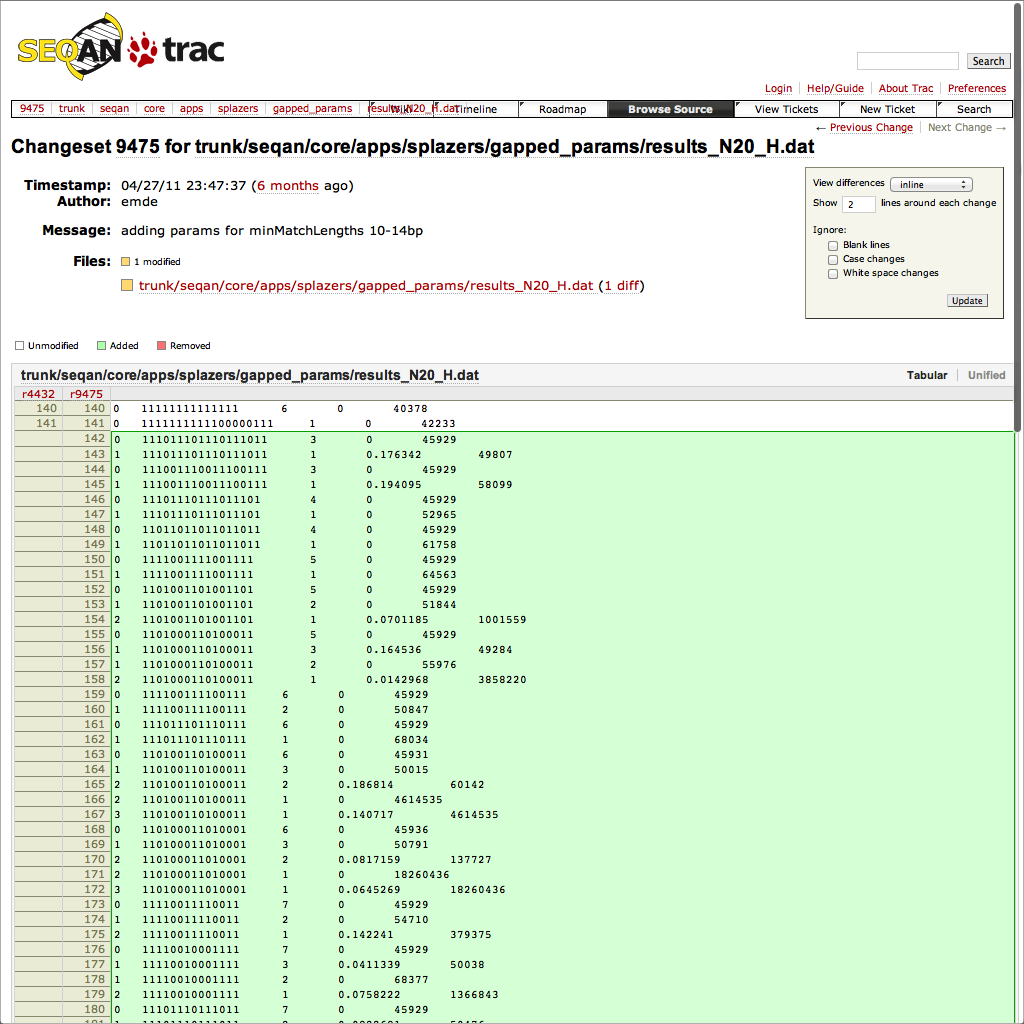 SEQAN trac
Search
Login Help/Guide About Trac Preferences
9475 trunk seqan core apps splazers gapped_params results_N20_H.dat Wiki Timeline Roadmap Browse Source View Tickets New Ticket Search
← Previous Change Next Change →
Changeset 9475 for trunk/seqan/core/apps/splazers/gapped_params/results_N20_H.dat
Timestamp: 04/27/11 23:47:37 (6 months ago)
Author: emde
Message: adding params for minMatchLengths 10-14bp
Files: 1 modified
trunk/seqan/core/apps/splazers/gapped_params/results_N20_H.dat (1 diff)
View differences inline
Show 2 lines around each change
Ignore:
Blank lines
Case changes
White space changes
Update
Unmodified Added Removed
trunk/seqan/core/apps/splazers/gapped_params/results_N20_H.dat Tabular Unified
r4432 r9475
140 140 0 11111111111111 6 0 40378
141 141 0 1111111111100000111 1 0 42233
142 0 111011101110111011 3 0 45929
143 1 111011101110111011 1 0.176342 49807
144 0 111001110011100111 3 0 45929
145 1 111001110011100111 1 0.194095 58099
146 0 11101110111011101 4 0 45929
147 1 11101110111011101 1 0 52965
148 0 11011011011011011 4 0 45929
149 1 11011011011011011 1 0 61758
150 0 1111001111001111 5 0 45929
151 1 1111001111001111 1 0 64563
152 0 1101001101001101 5 0 45929
153 1 1101001101001101 2 0 51844
154 2 1101001101001101 1 0.0701185 1001559
155 0 1101000110100011 5 0 45929
156 1 1101000110100011 3 0.164536 49284
157 1 1101000110100011 2 0 55976
158 2 1101000110100011 1 0.0142968 3858220
159 0 111100111100111 6 0 45929
160 1 111100111100111 2 0 50847
161 0 111011101110111 6 0 45929
162 1 111011101110111 1 0 68034
163 0 110100110100011 6 0 45931
164 1 110100110100011 3 0 50015
165 2 110100110100011 2 0.186814 60142
166 2 110100110100011 1 0 4614535
167 3 110100110100011 1 0.140717 4614535
168 0 110100011010001 6 0 45936
169 1 110100011010001 3 0 50791
170 2 110100011010001 2 0.0817159 137727
171 2 110100011010001 1 0 18260436
172 3 110100011010001 1 0.0645269 18260436
173 0 11110011110011 7 0 45929
174 1 11110011110011 2 0 54710
175 2 11110011110011 1 0.142241 379375
176 0 11110010001111 7 0 45929
177 1 11110010001111 3 0.0411339 50038
178 1 11110010001111 2 0 68377
179 2 11110010001111 1 0.0758222 1366843
180 0 11101110111011 7 0 45929